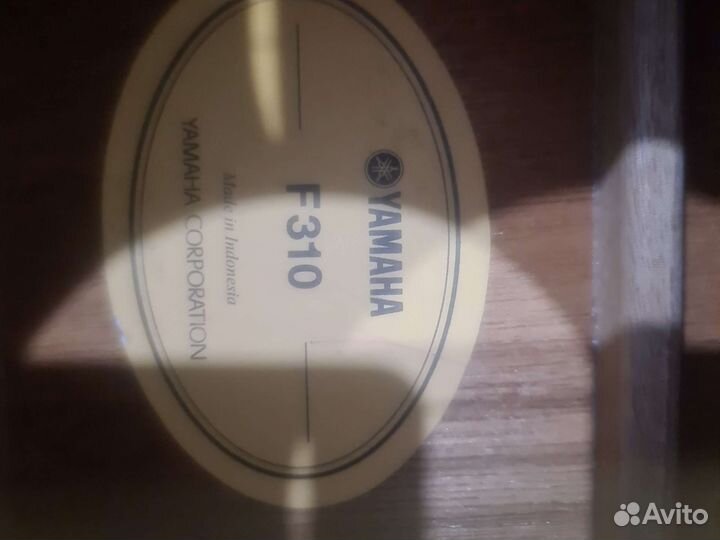 YAMAHA
F310
Made in Indonesia
YAMAHA CORPORATION
Avito